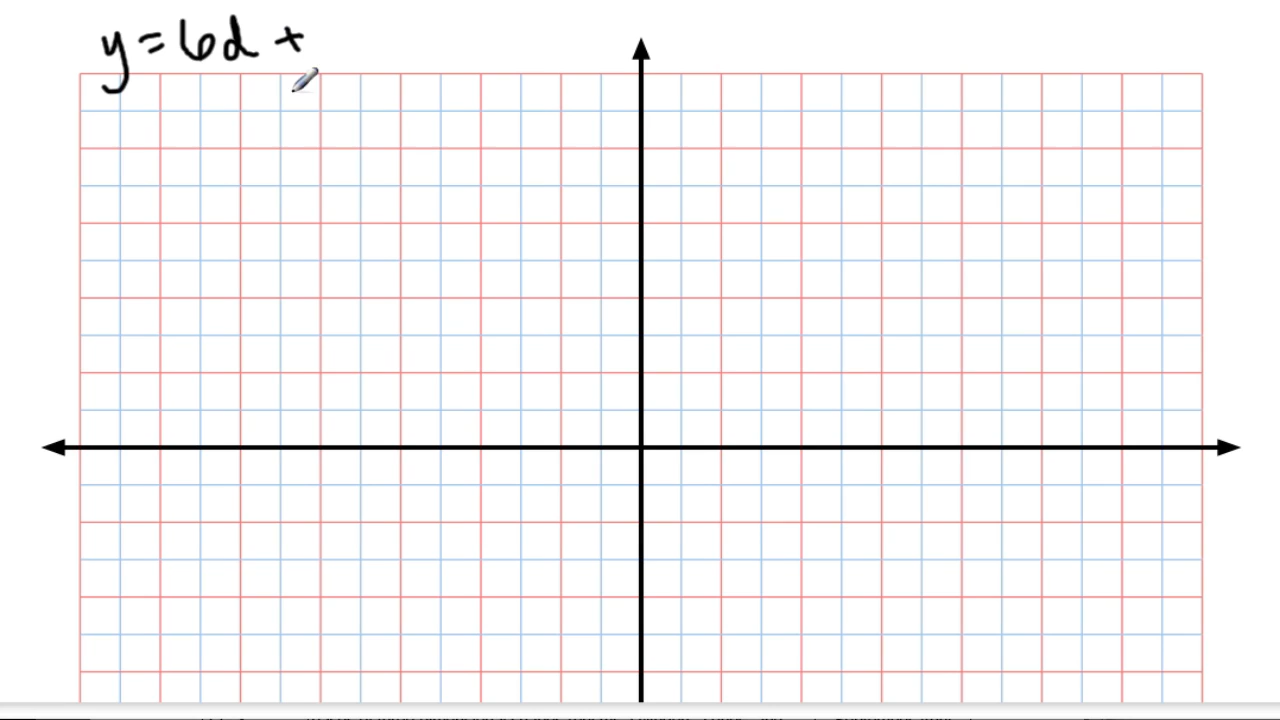 y = 6d +